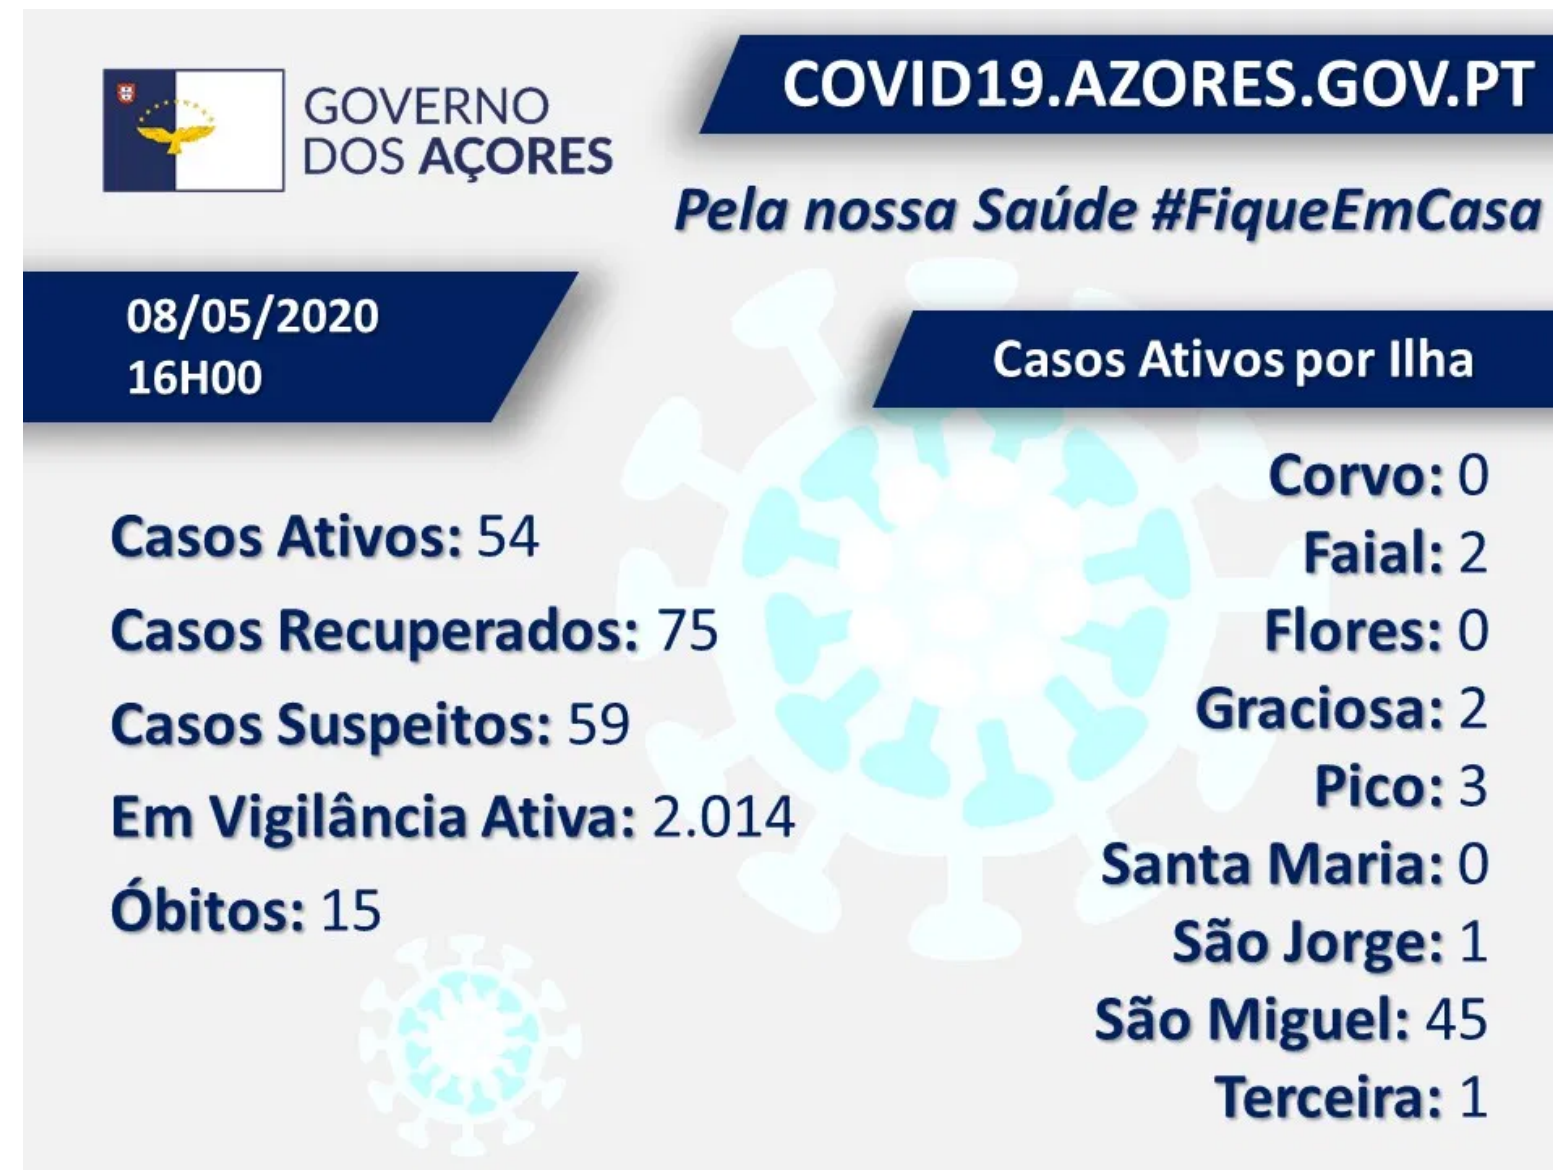 GOVERNO
DOS AÇORES
COVID19.AZORES.GOV.PT
Pela nossa Saúde #FiqueEmCasa
08/05/2020
16H00
Casos Ativos: 54
Casos Recuperados: 75
Casos Suspeitos: 59
Em Vigilância Ativa: 2.014
Óbitos: 15
Casos Ativos por Ilha
Corvo: 0
Faial: 2
Flores: 0
Graciosa: 2
Pico: 3
Santa Maria: 0
São Jorge: 1
São Miguel: 45
Terceira: 1